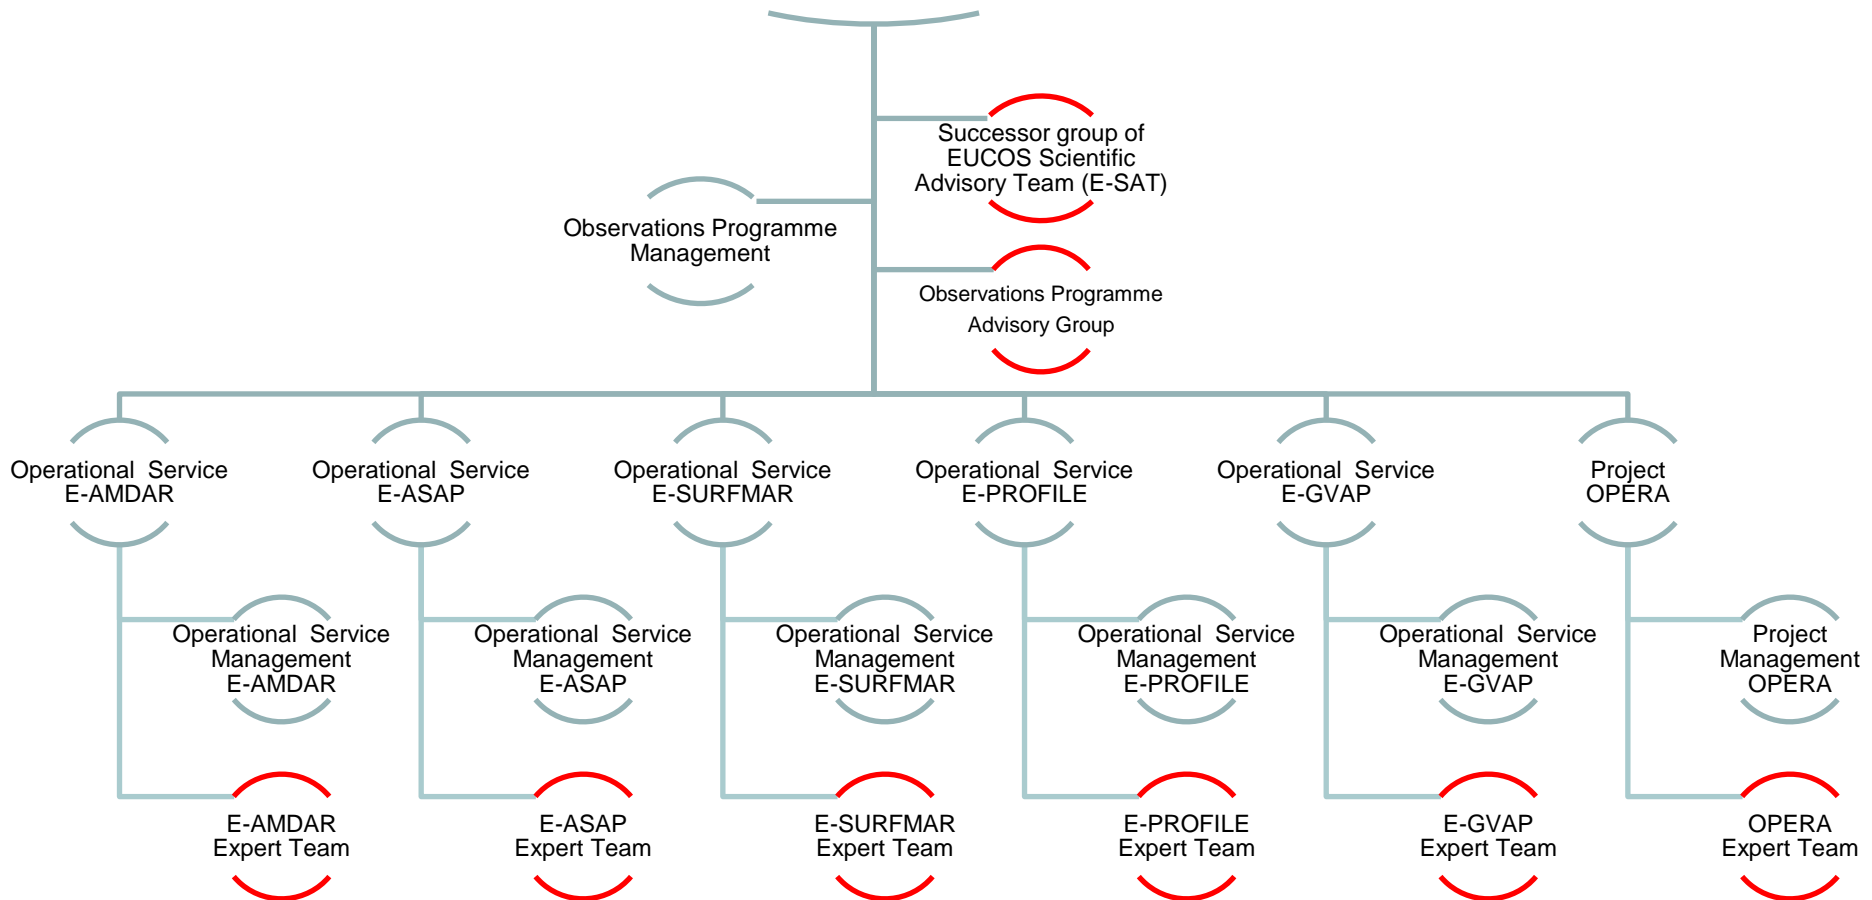 Successor group of
EUCOS Scientific
Advisory Team (E-SAT)
Observations Programme
Management
Observations Programme
Advisory Group
Operational Service
E-AMDAR
Operational Service
E-ASAP
Operational Service
E-SURFMAR
Operational Service
E-PROFILE
Operational Service
E-GVAP
Project
OPERA
Operational Service
Management
E-AMDAR
Operational Service
Management
E-ASAP
Operational Service
Management
E-SURFMAR
Operational Service
Management
E-PROFILE
Operational Service
Management
E-GVAP
Project
Management
OPERA
E-AMDAR
Expert Team
E-ASAP
Expert Team
E-SURFMAR
Expert Team
E-PROFILE
Expert Team
E-GVAP
Expert Team
OPERA
Expert Team